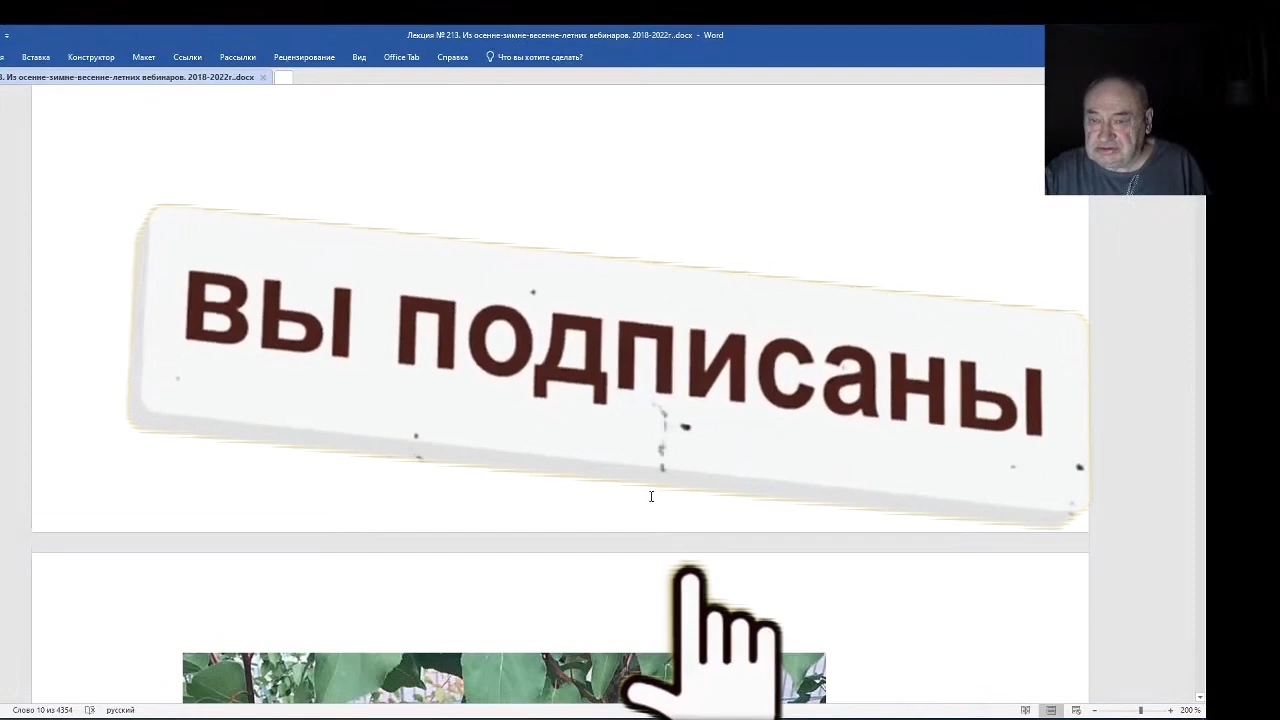 Лекция № 213. Из осенне-зимне-весенне-летних вебинаров. 2018-2022г..docx - Word
Вставка Конструктор Макет Ссылки Рассылки Рецензирование Вид Office Tab Справка Что вы хотите сделать?
3. Из осенне-зимне-весенне-летних вебинаров. 2018-2022г..docx
вы подписаны
Слово 10 из 4354 русский 200 %